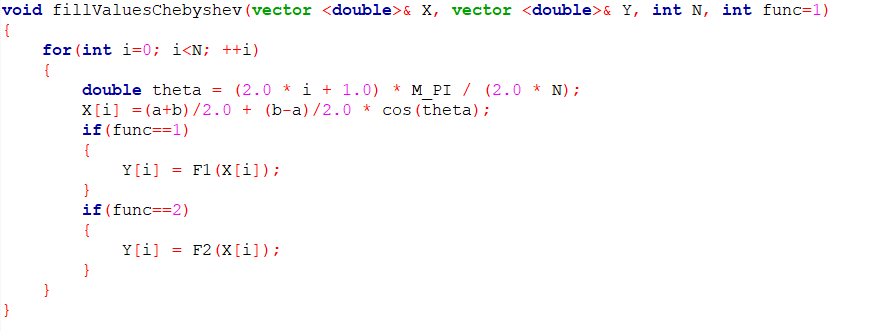 void fillValuesChebyshev(vector <double>& X, vector <double>& Y, int N, int func=1)
{
    for(int i=0; i<N; ++i)
    {
        double theta = (2.0 * i + 1.0) * M_PI / (2.0 * N);
        X[i] =(a+b)/2.0 + (b-a)/2.0 * cos(theta);
        if(func==1)
        {
            Y[i] = F1(X[i]);
        }
        if(func==2)
        {
            Y[i] = F2(X[i]);
        }
    }
}